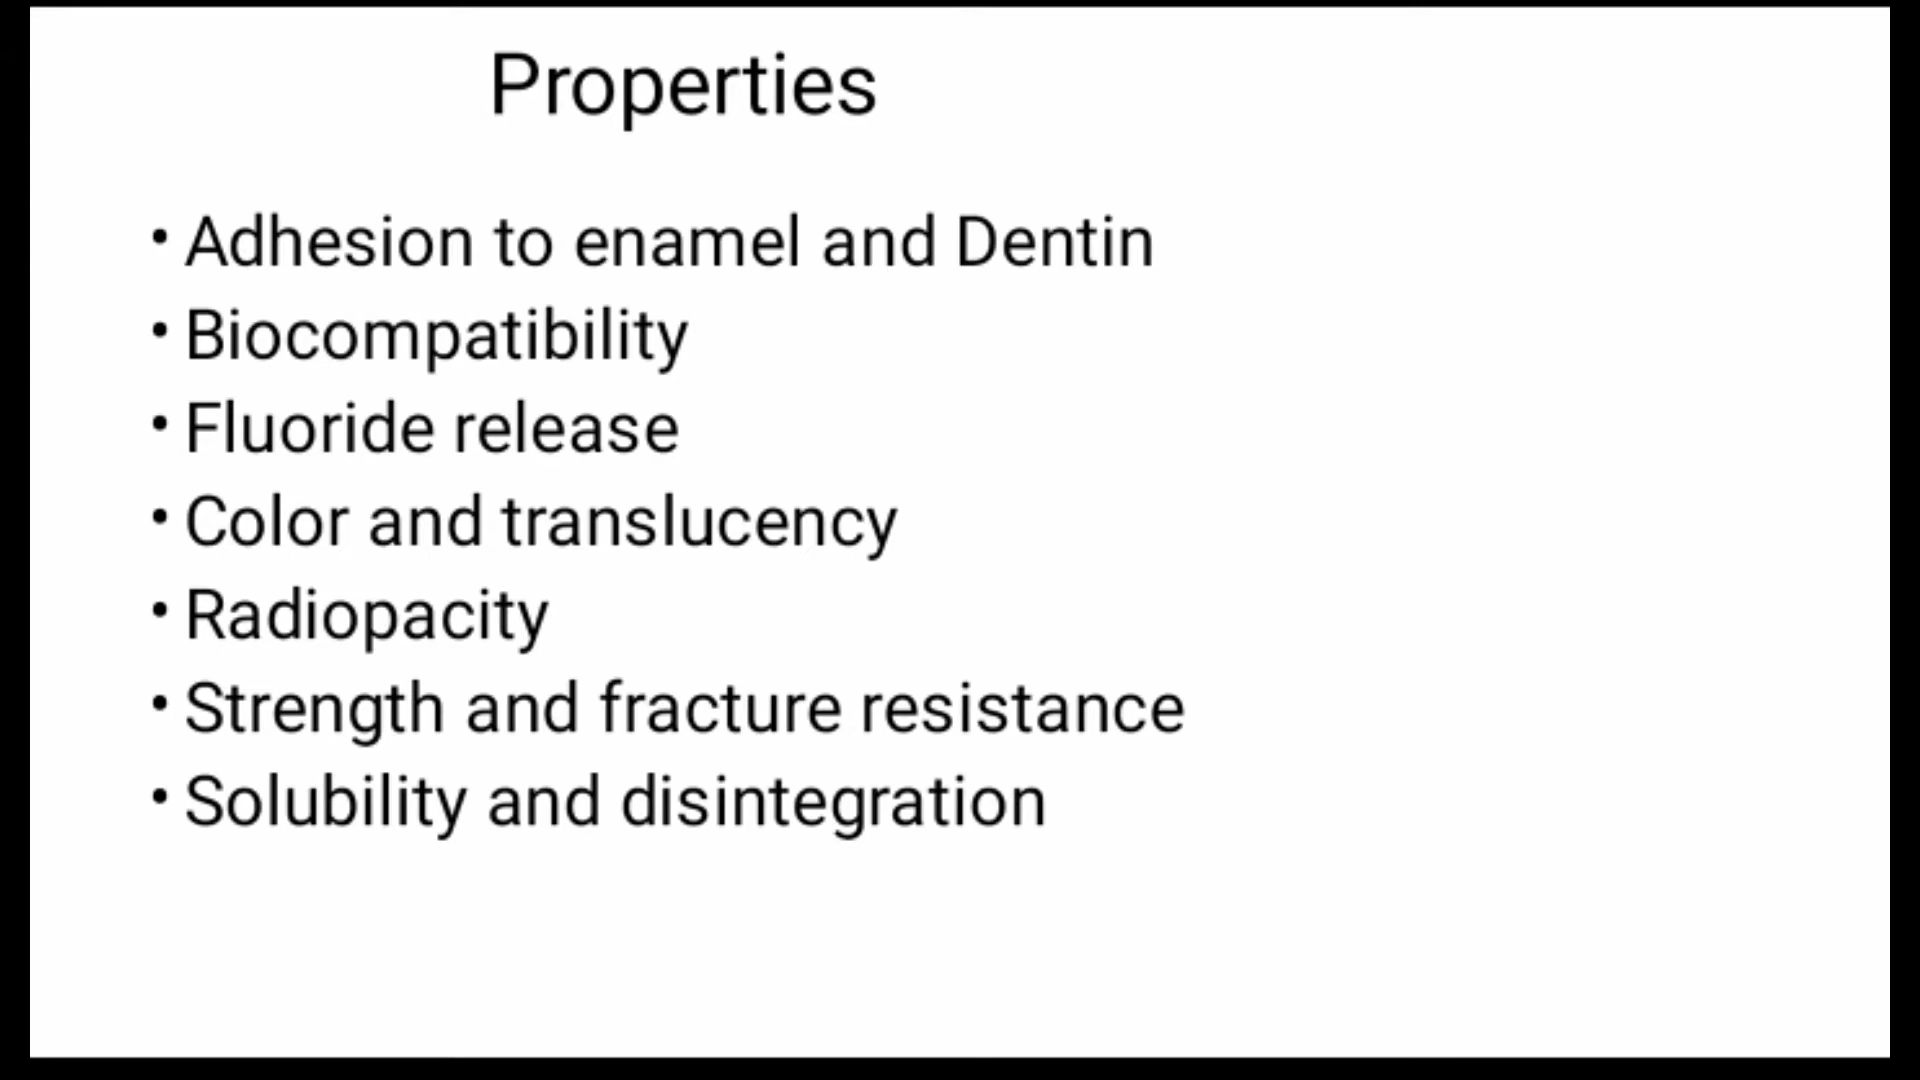 Properties
• Adhesion to enamel and Dentin
• Biocompatibility
• Fluoride release
• Color and translucency
• Radiopacity
• Strength and fracture resistance
• Solubility and disintegration